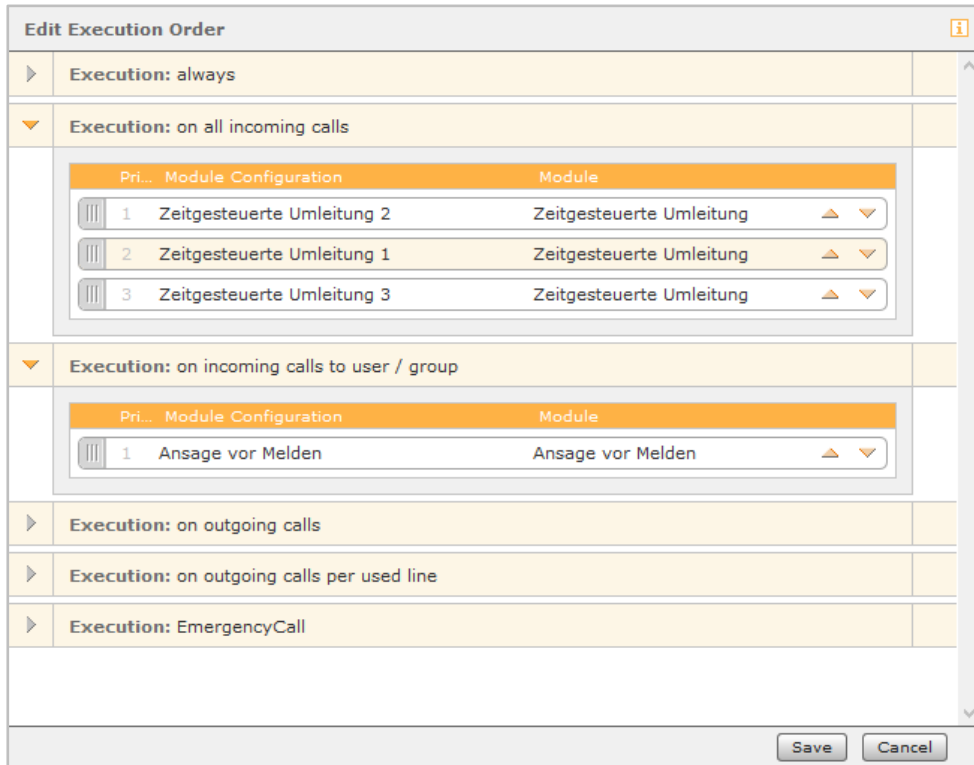 Edit Execution Order
Execution: always
Execution: on all incoming calls
Pri... Module Configuration Module
1 Zeitgesteuerte Umleitung 2 Zeitgesteuerte Umleitung
2 Zeitgesteuerte Umleitung 1 Zeitgesteuerte Umleitung
3 Zeitgesteuerte Umleitung 3 Zeitgesteuerte Umleitung
Execution: on incoming calls to user / group
Pri... Module Configuration Module
1 Ansage vor Melden Ansage vor Melden
Execution: on outgoing calls
Execution: on outgoing calls per used line
Execution: EmergencyCall
Save Cancel